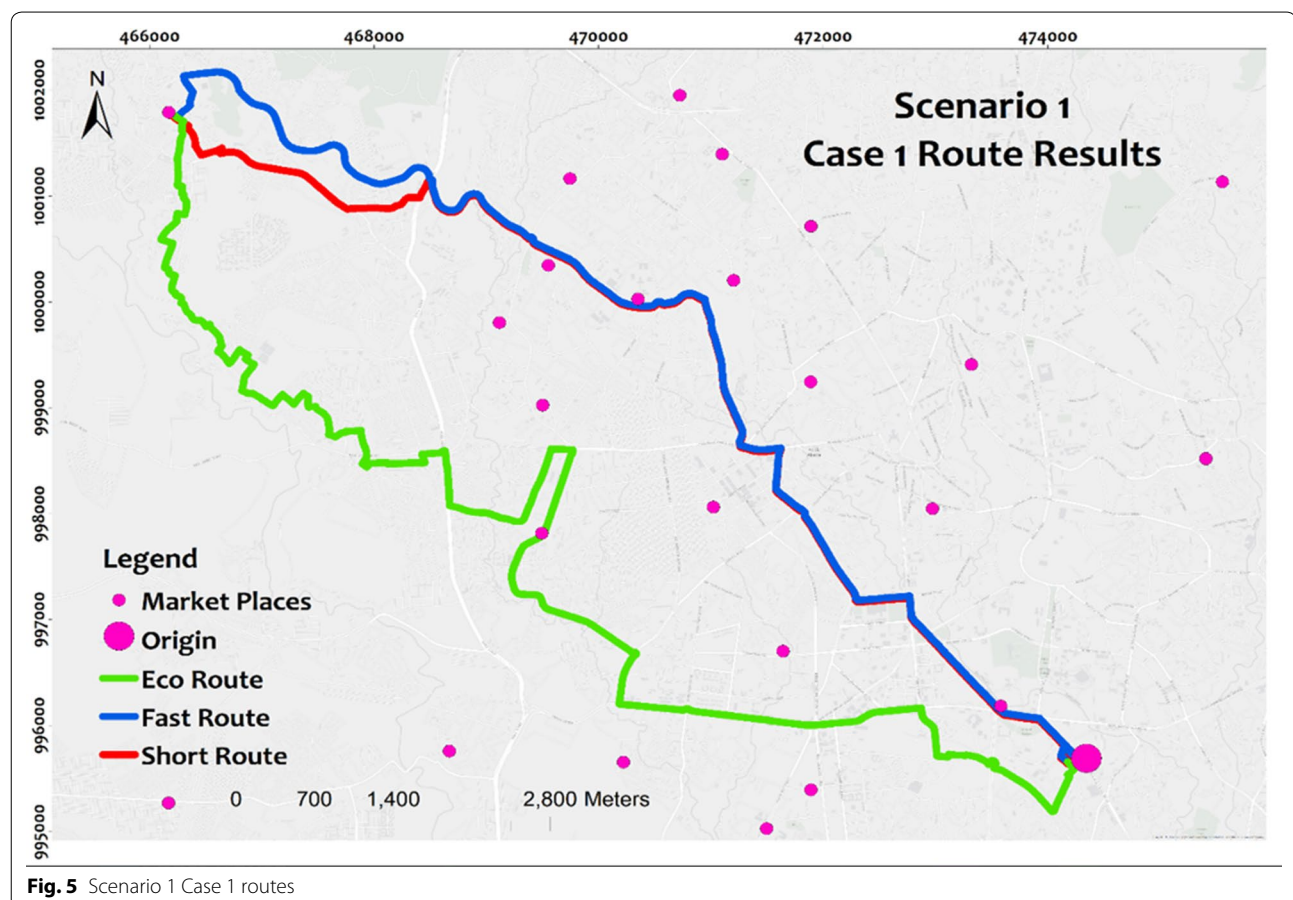 466000 468000 470000 472000 474000
N
Scenario 1
Case 1 Route Results
1002000
1001000
1000000
999000
998000
997000
996000
995000
Legend
Market Places
Origin
Eco Route
Fast Route
Short Route
0 700 1,400 2,800 Meters
Fig. 5 Scenario 1 Case 1 routes